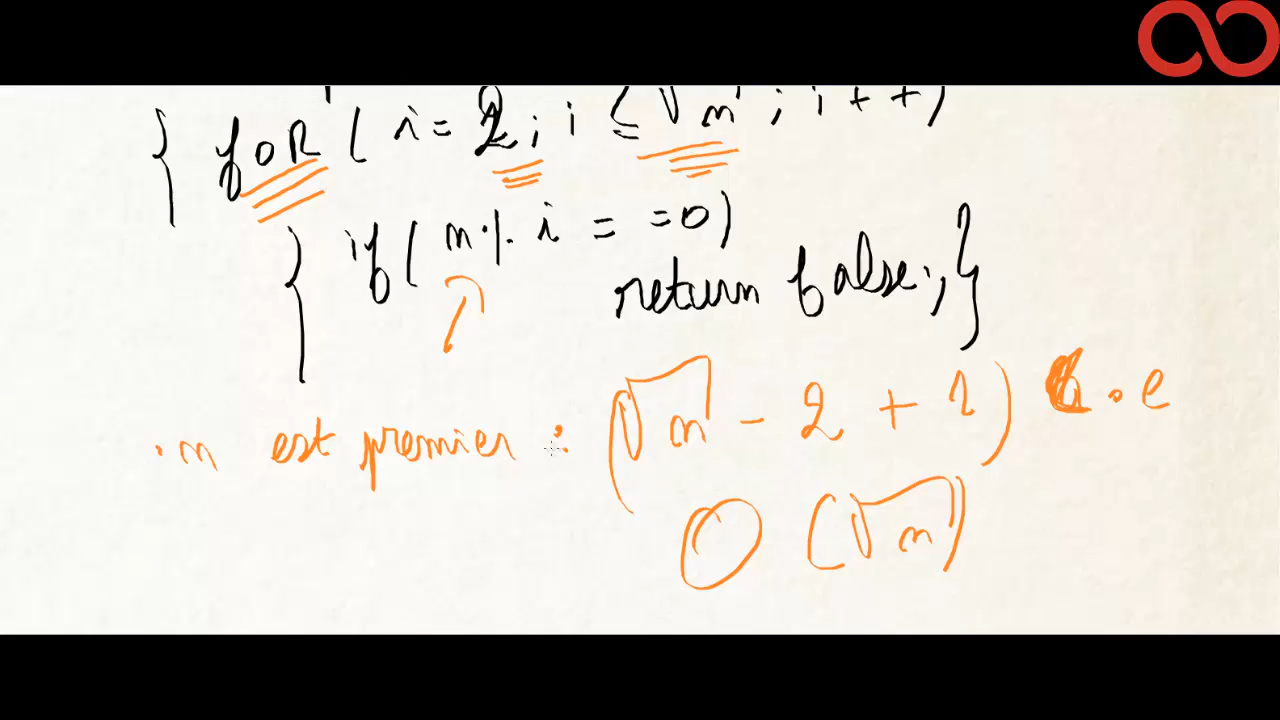 { for ( i = 2 ; i ≤ √n ; i + + )
{ if ( n % i = = 0 )
return false ; }
. n est premier : ( √n - 2 + 1 ) . c
O ( √n )